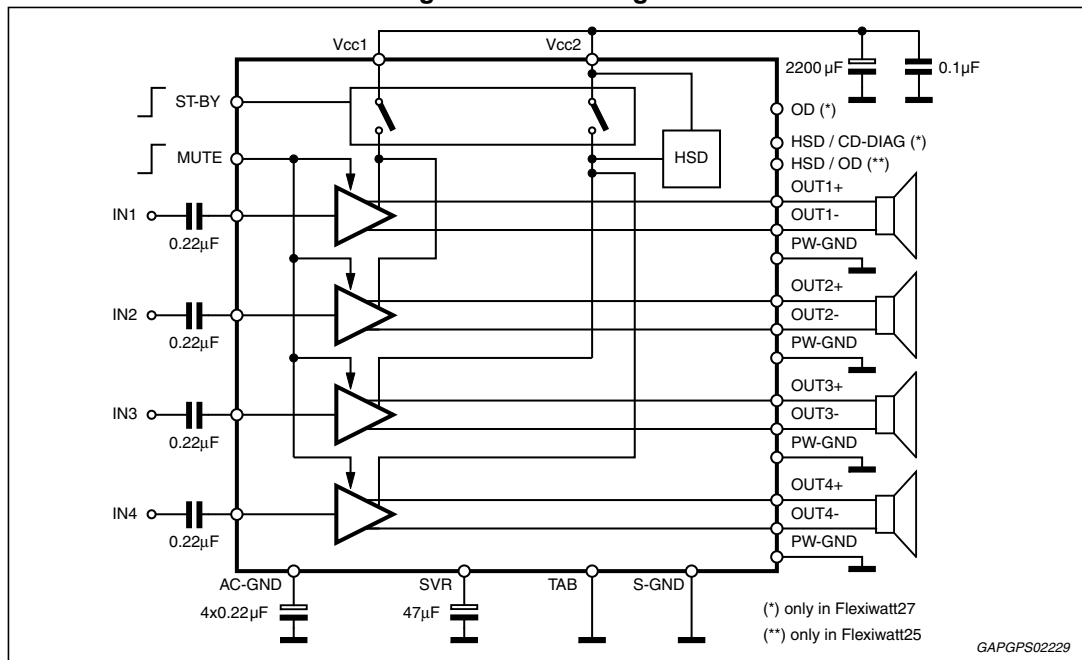 Vcc1
Vcc2
2200μF
0.1μF
ST-BY
OD (*)
HSD / CD-DIAG (*)
MUTE
HSD
HSD / OD (**)
OUT1+
IN1
OUT1-
0.22μF
PW-GND
OUT2+
IN2
OUT2-
0.22μF
PW-GND
OUT3+
IN3
OUT3-
0.22μF
PW-GND
OUT4+
IN4
OUT4-
0.22μF
PW-GND
AC-GND
SVR
TAB
S-GND
4x0.22μF
47μF
(*) only in Flexiwatt27
(**) only in Flexiwatt25
GAPGPS02229